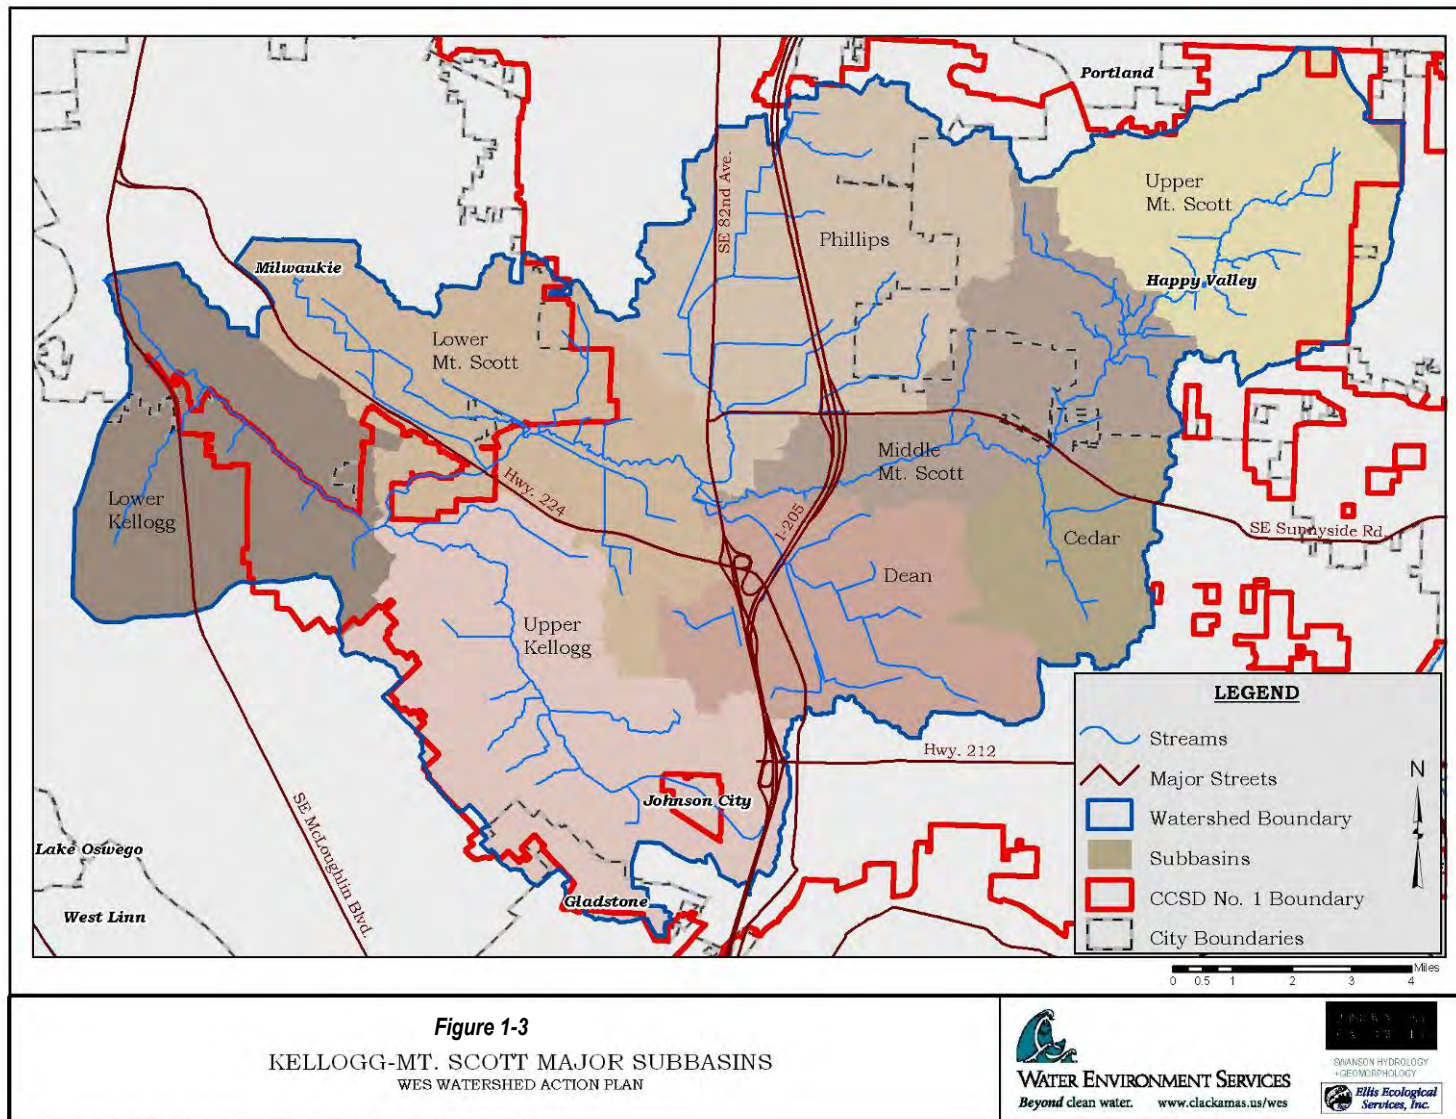 Portland
SE 82nd Ave.
Upper
Mt. Scott
Phillips
Milwaukie
Happy Valley
Lower
Mt. Scott
Middle
Mt. Scott
Lower
Kellogg
Hwy. 224
I-205
SE Sunnyside Rd.
Cedar
Dean
Upper
Kellogg
Hwy. 212
Johnson City
SE McLoughlin Blvd.
Lake Oswego
Gladstone
West Linn
LEGEND
Streams
Major Streets
N
Watershed Boundary
Subbasins
CCSD No. 1 Boundary
City Boundaries
Miles
0 0.5 1 2 3 4
Figure 1-3
KELLOGG-MT. SCOTT MAJOR SUBBASINS
WES WATERSHED ACTION PLAN
WATER ENVIRONMENT SERVICES
Beyond clean water. www.clackamas.us/wes
SWANSON HYDROLOGY
+GEOMORPHOLOGY
Ellis Ecological
Services, Inc.